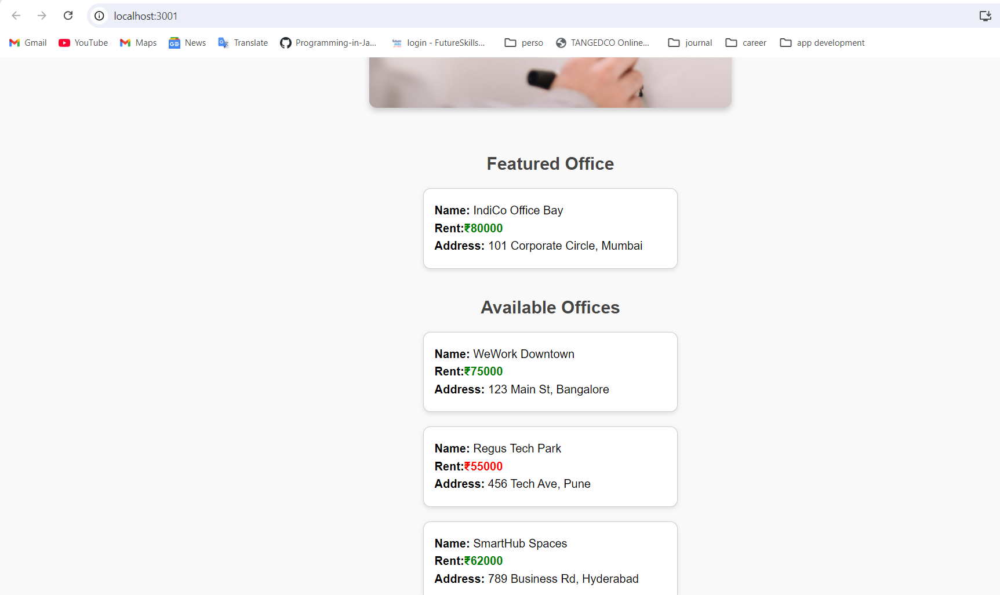 localhost:3001
Gmail YouTube Maps News Translate Programming-in-Ja... login - FutureSkills... perso TANGEDCO Online... journal career app development
Featured Office
Name: IndiCo Office Bay
Rent:₹80000
Address: 101 Corporate Circle, Mumbai
Available Offices
Name: WeWork Downtown
Rent:₹75000
Address: 123 Main St, Bangalore
Name: Regus Tech Park
Rent:₹55000
Address: 456 Tech Ave, Pune
Name: SmartHub Spaces
Rent:₹62000
Address: 789 Business Rd, Hyderabad